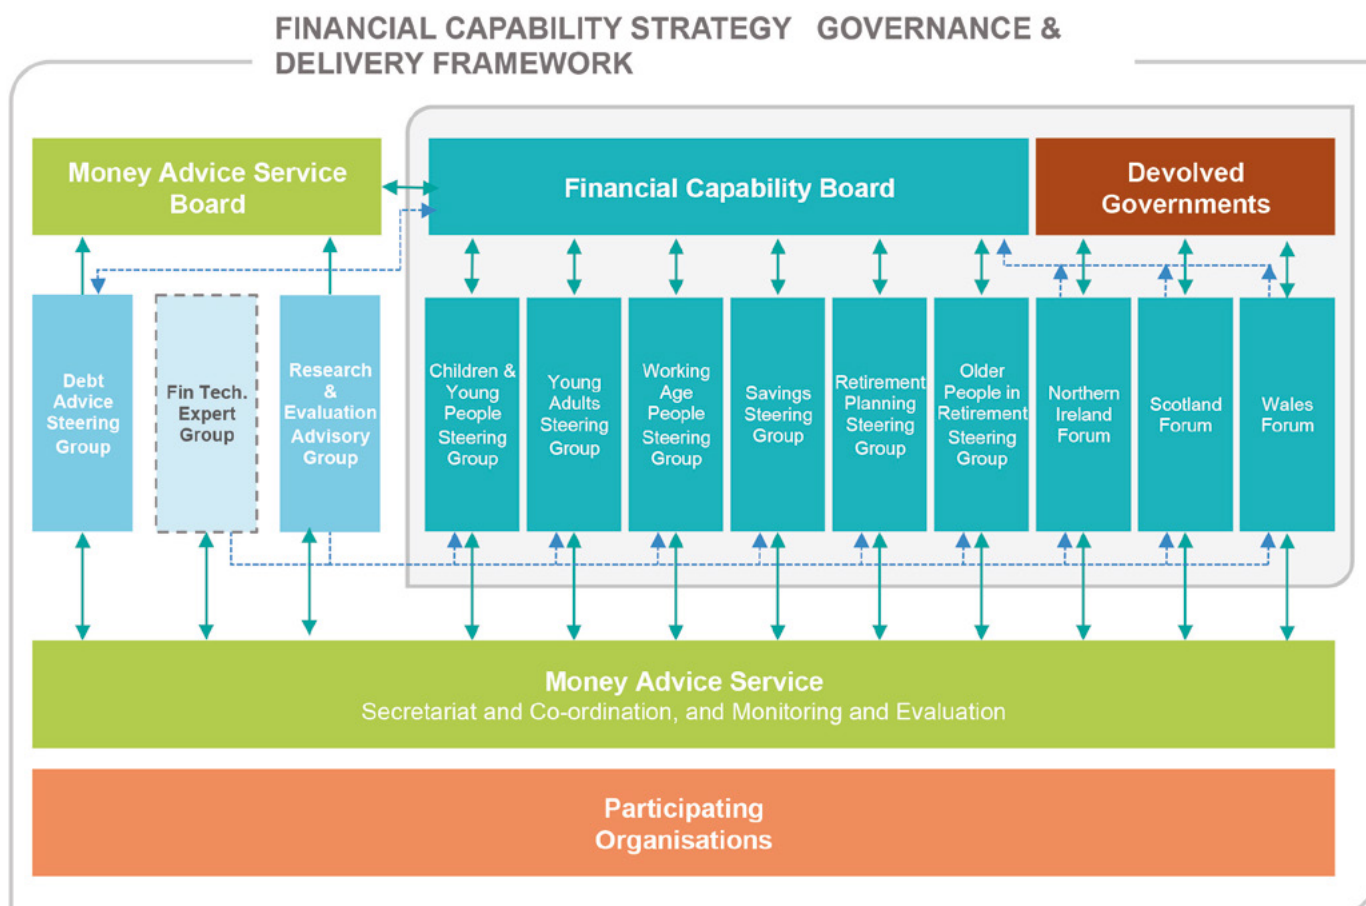 FINANCIAL CAPABILITY STRATEGY GOVERNANCE &
DELIVERY FRAMEWORK
Money Advice Service
Board
Financial Capability Board
Devolved
Governments
Debt
Advice
Steering
Group
Fin Tech.
Expert
Group
Research
&
Evaluation
Advisory
Group
Children &
Young
People
Steering
Group
Young
Adults
Steering
Group
Working
Age
People
Steering
Group
Savings
Steering
Group
Retirement
Planning
Steering
Group
Older
People in
Retirement
Steering
Group
Northern
Ireland
Forum
Scotland
Forum
Wales
Forum
Money Advice Service
Secretariat and Co-ordination, and Monitoring and Evaluation
Participating
Organisations